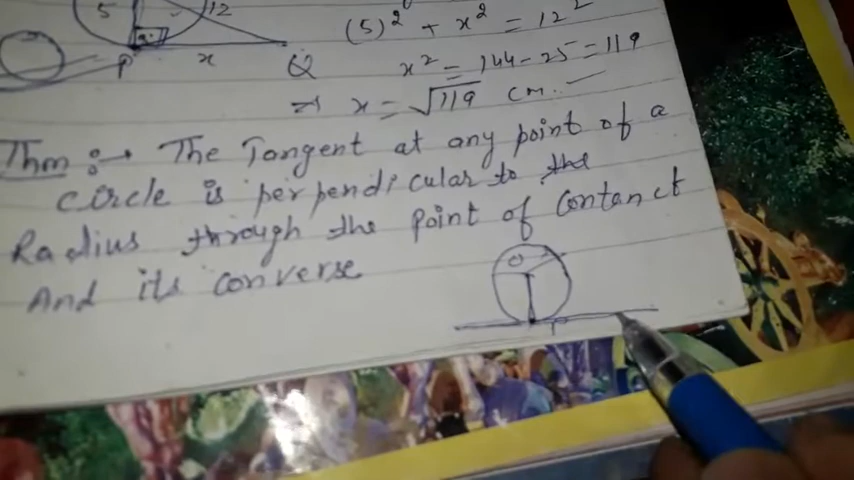 5
12
P
x
Q
(5)² + x² = 12²
x² = 144 - 25 = 119
⇒ x = √119 cm.
Thm :→ The Tangent at any point of a
circle is perpendicular to the
Radius through the point of Contanct
And its converse
O